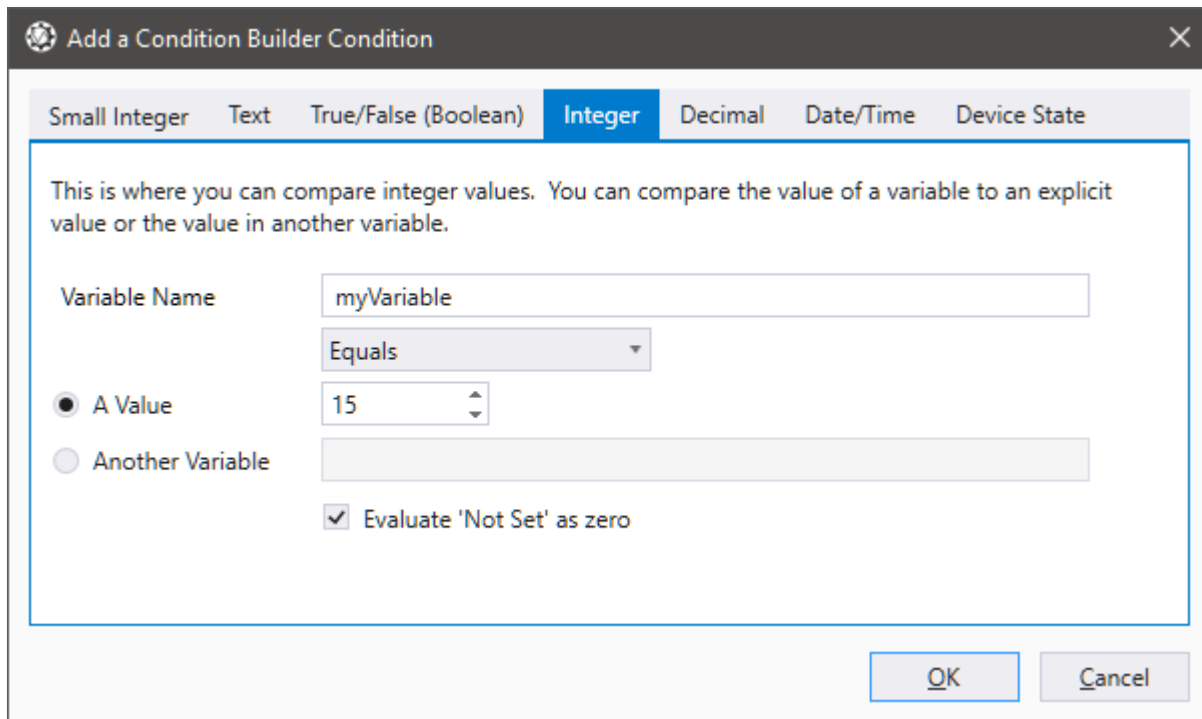 Add a Condition Builder Condition
Small Integer Text True/False (Boolean) Integer Decimal Date/Time Device State
This is where you can compare integer values.  You can compare the value of a variable to an explicit
value or the value in another variable.
Variable Name myVariable
Equals
A Value 15
Another Variable
Evaluate 'Not Set' as zero
OK Cancel